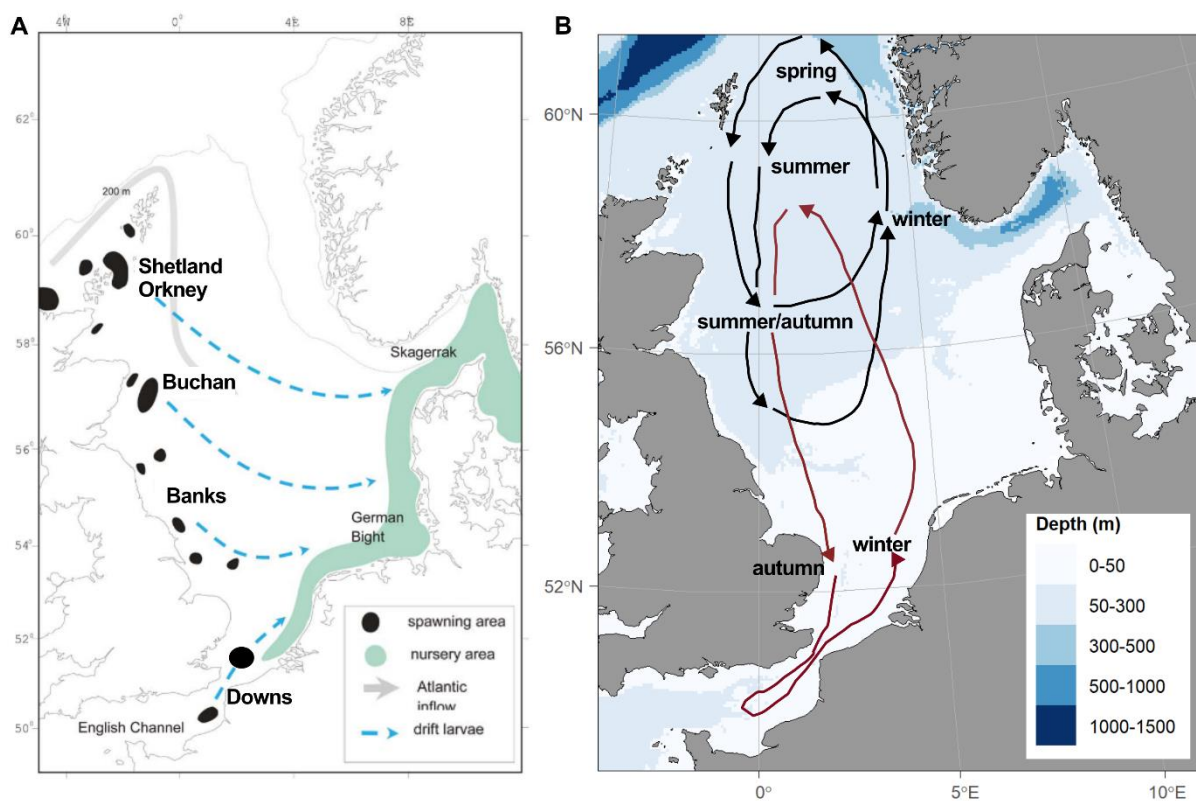 A
4W
0°
4E
8E
62°
60°
58°
56°
54°
52°
50°
200 m
Shetland
Orkney
Skagerrak
Buchan
Banks
German
Bight
Downs
English Channel
spawning area
nursery area
Atlantic
inflow
drift larvae
B
60°N
56°N
52°N
spring
summer
winter
summer/autumn
winter
autumn
Depth (m)
0-50
50-300
300-500
500-1000
1000-1500
0°
5°E
10°E